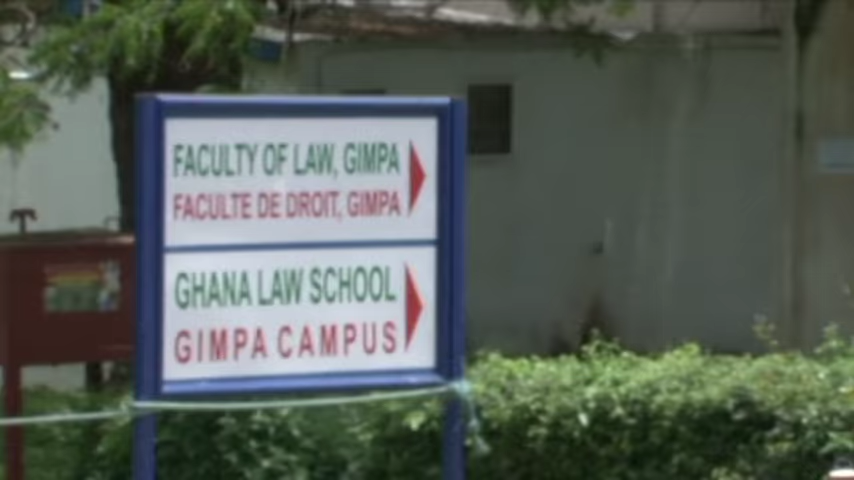 FACULTY OF LAW, GIMPA
FACULTE DE DROIT, GIMPA
GHANA LAW SCHOOL
GIMPA CAMPUS